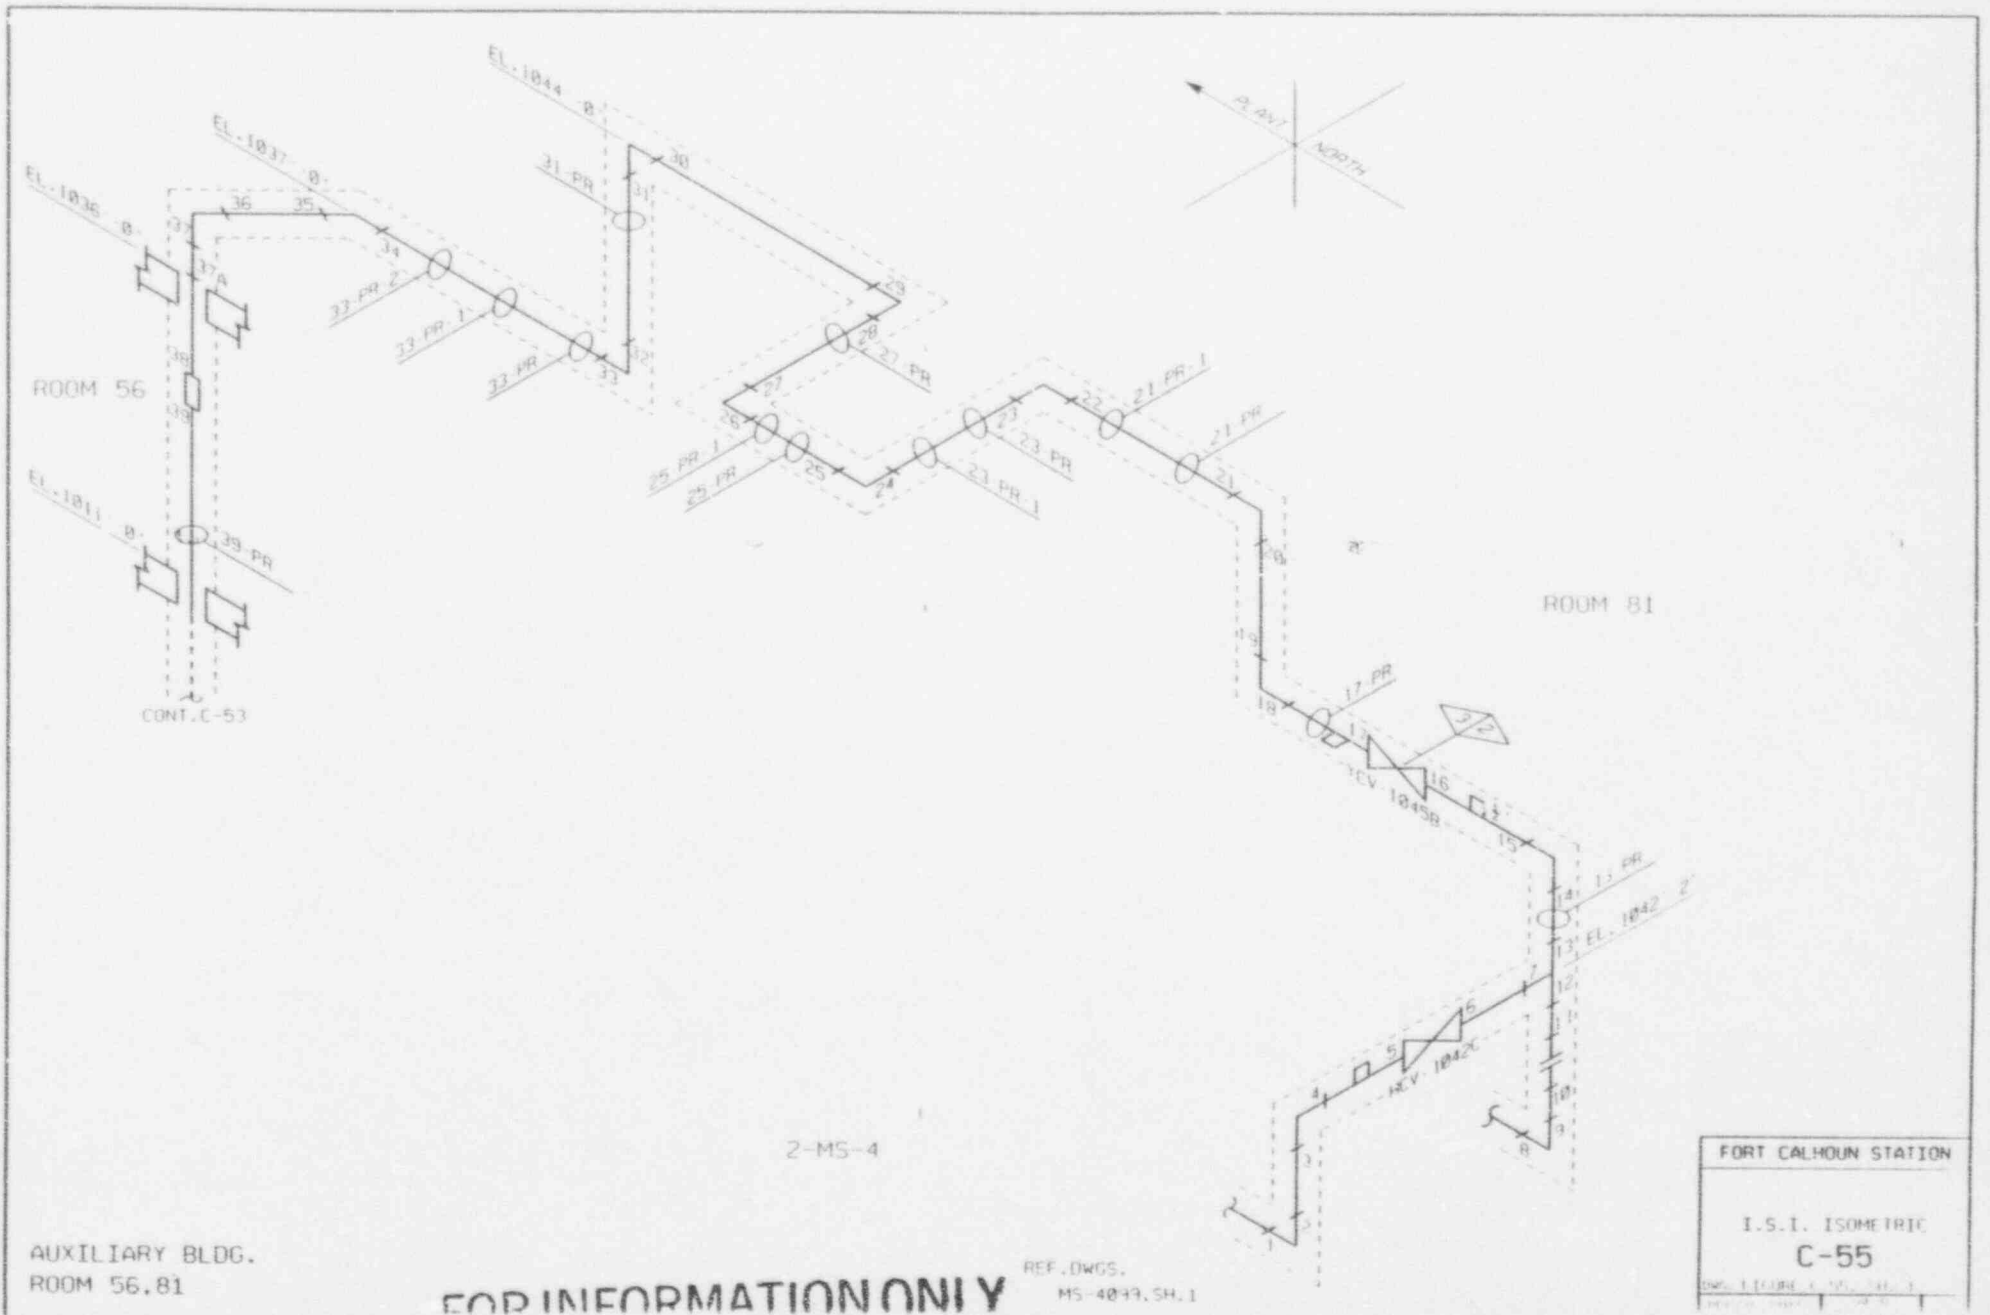 EL.1044'-0"
PLANT
NORTH
EL.1037'-0"
31-PR
30
31
EL.1036'-0"
36
35
37
34
37A
29
33-PR-2
33-PR-1
33-PR
33
32
28
27-PR
ROOM 56
38
39
27
26
25-PR-1
25-PR
25
24
23
23-PR
23-PR-1
22
21-PR-1
21-PR
21
20
EL.1011'-0"
39-PR
ROOM 81
19
18
17-PR
17
3
2
16
1045B
CONT.C-53
15
14
13-PR
13
EL. 1042'-2"
12
11
7
6
5
HCV-1042C
4
10
9
8
3
2
1
2-MS-4
FORT CALHOUN STATION
I.S.I. ISOMETRIC
C-55
AUXILIARY BLDG.
ROOM 56.81
FOR INFORMATION ONLY
REF.DWGS.
MS-4099.SH.1